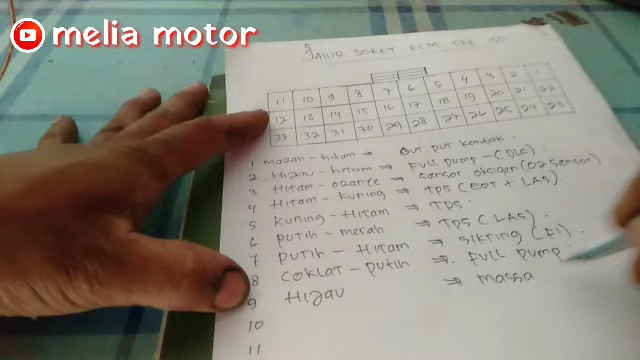 melia motor
JALUR SOKET ECM CRF 150
11 10 9 8 7 6 5 4 3 2 1
12 13 14 15 16 17 18 19 20 21 22
33 32 31 30 29 28 27 26 25 24 23
1 merah - hitam → out put kontak.
2 Hijau - hitam → Full pump - (DLC)
3 Hitam - orange → sensor oksigen (O2 sensor)
4 Hitam - kuning → TPS (EOT + LAS)
5 kuning - Hitam → TPS.
6 putih - merah → TPS (LAS).
7 putih - Hitam → sikring (FI).
8 coklat - putih → Full pump
9 Hijau → massa
10
11